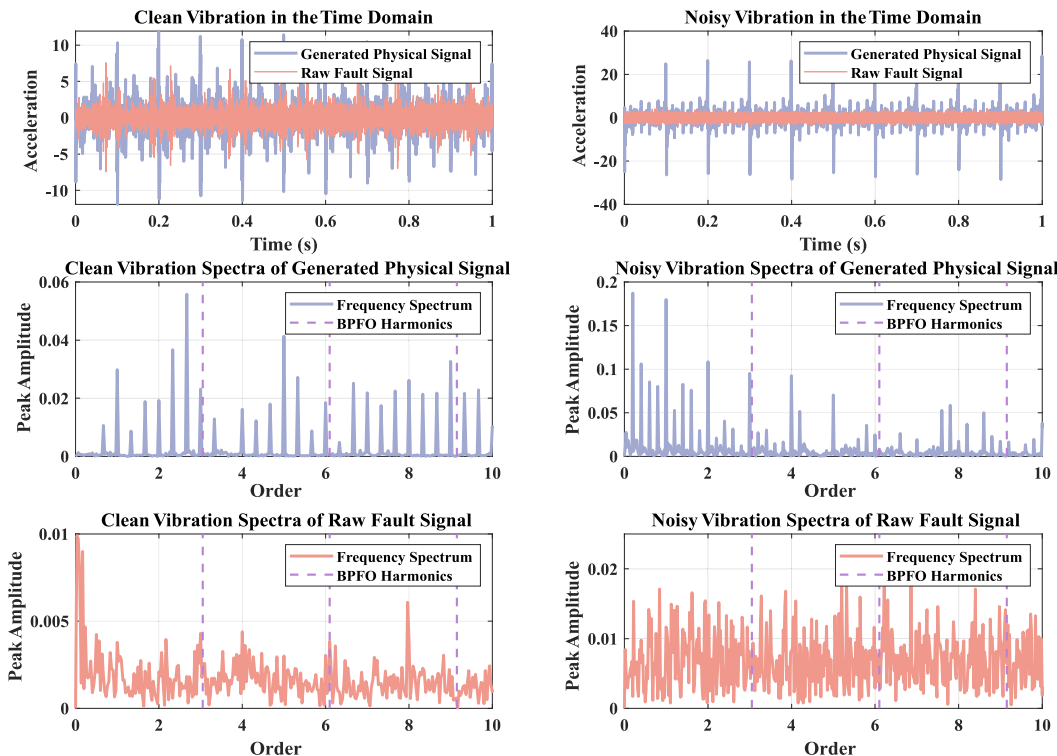 Clean Vibration in the Time Domain
12
10
5
0
-5
-10
Acceleration
Generated Physical Signal
Raw Fault Signal
0 0.2 0.4 0.6 0.8 1
Time (s)
Noisy Vibration in the Time Domain
40
20
0
-20
-40
Acceleration
Generated Physical Signal
Raw Fault Signal
0 0.2 0.4 0.6 0.8 1
Time (s)
Clean Vibration Spectra of Generated Physical Signal
0.06
0.04
0.02
0
Peak Amplitude
Frequency Spectrum
BPFO Harmonics
0 2 4 6 8 10
Order
Noisy Vibration Spectra of Generated Physical Signal
0.2
0.15
0.1
0.05
0
Peak Amplitude
Frequency Spectrum
BPFO Harmonics
0 2 4 6 8 10
Order
Clean Vibration Spectra of Raw Fault Signal
0.01
0.005
0
Peak Amplitude
Frequency Spectrum
BPFO Harmonics
0 2 4 6 8 10
Order
Noisy Vibration Spectra of Raw Fault Signal
0.02
0.01
0
Peak Amplitude
Frequency Spectrum
BPFO Harmonics
0 2 4 6 8 10
Order